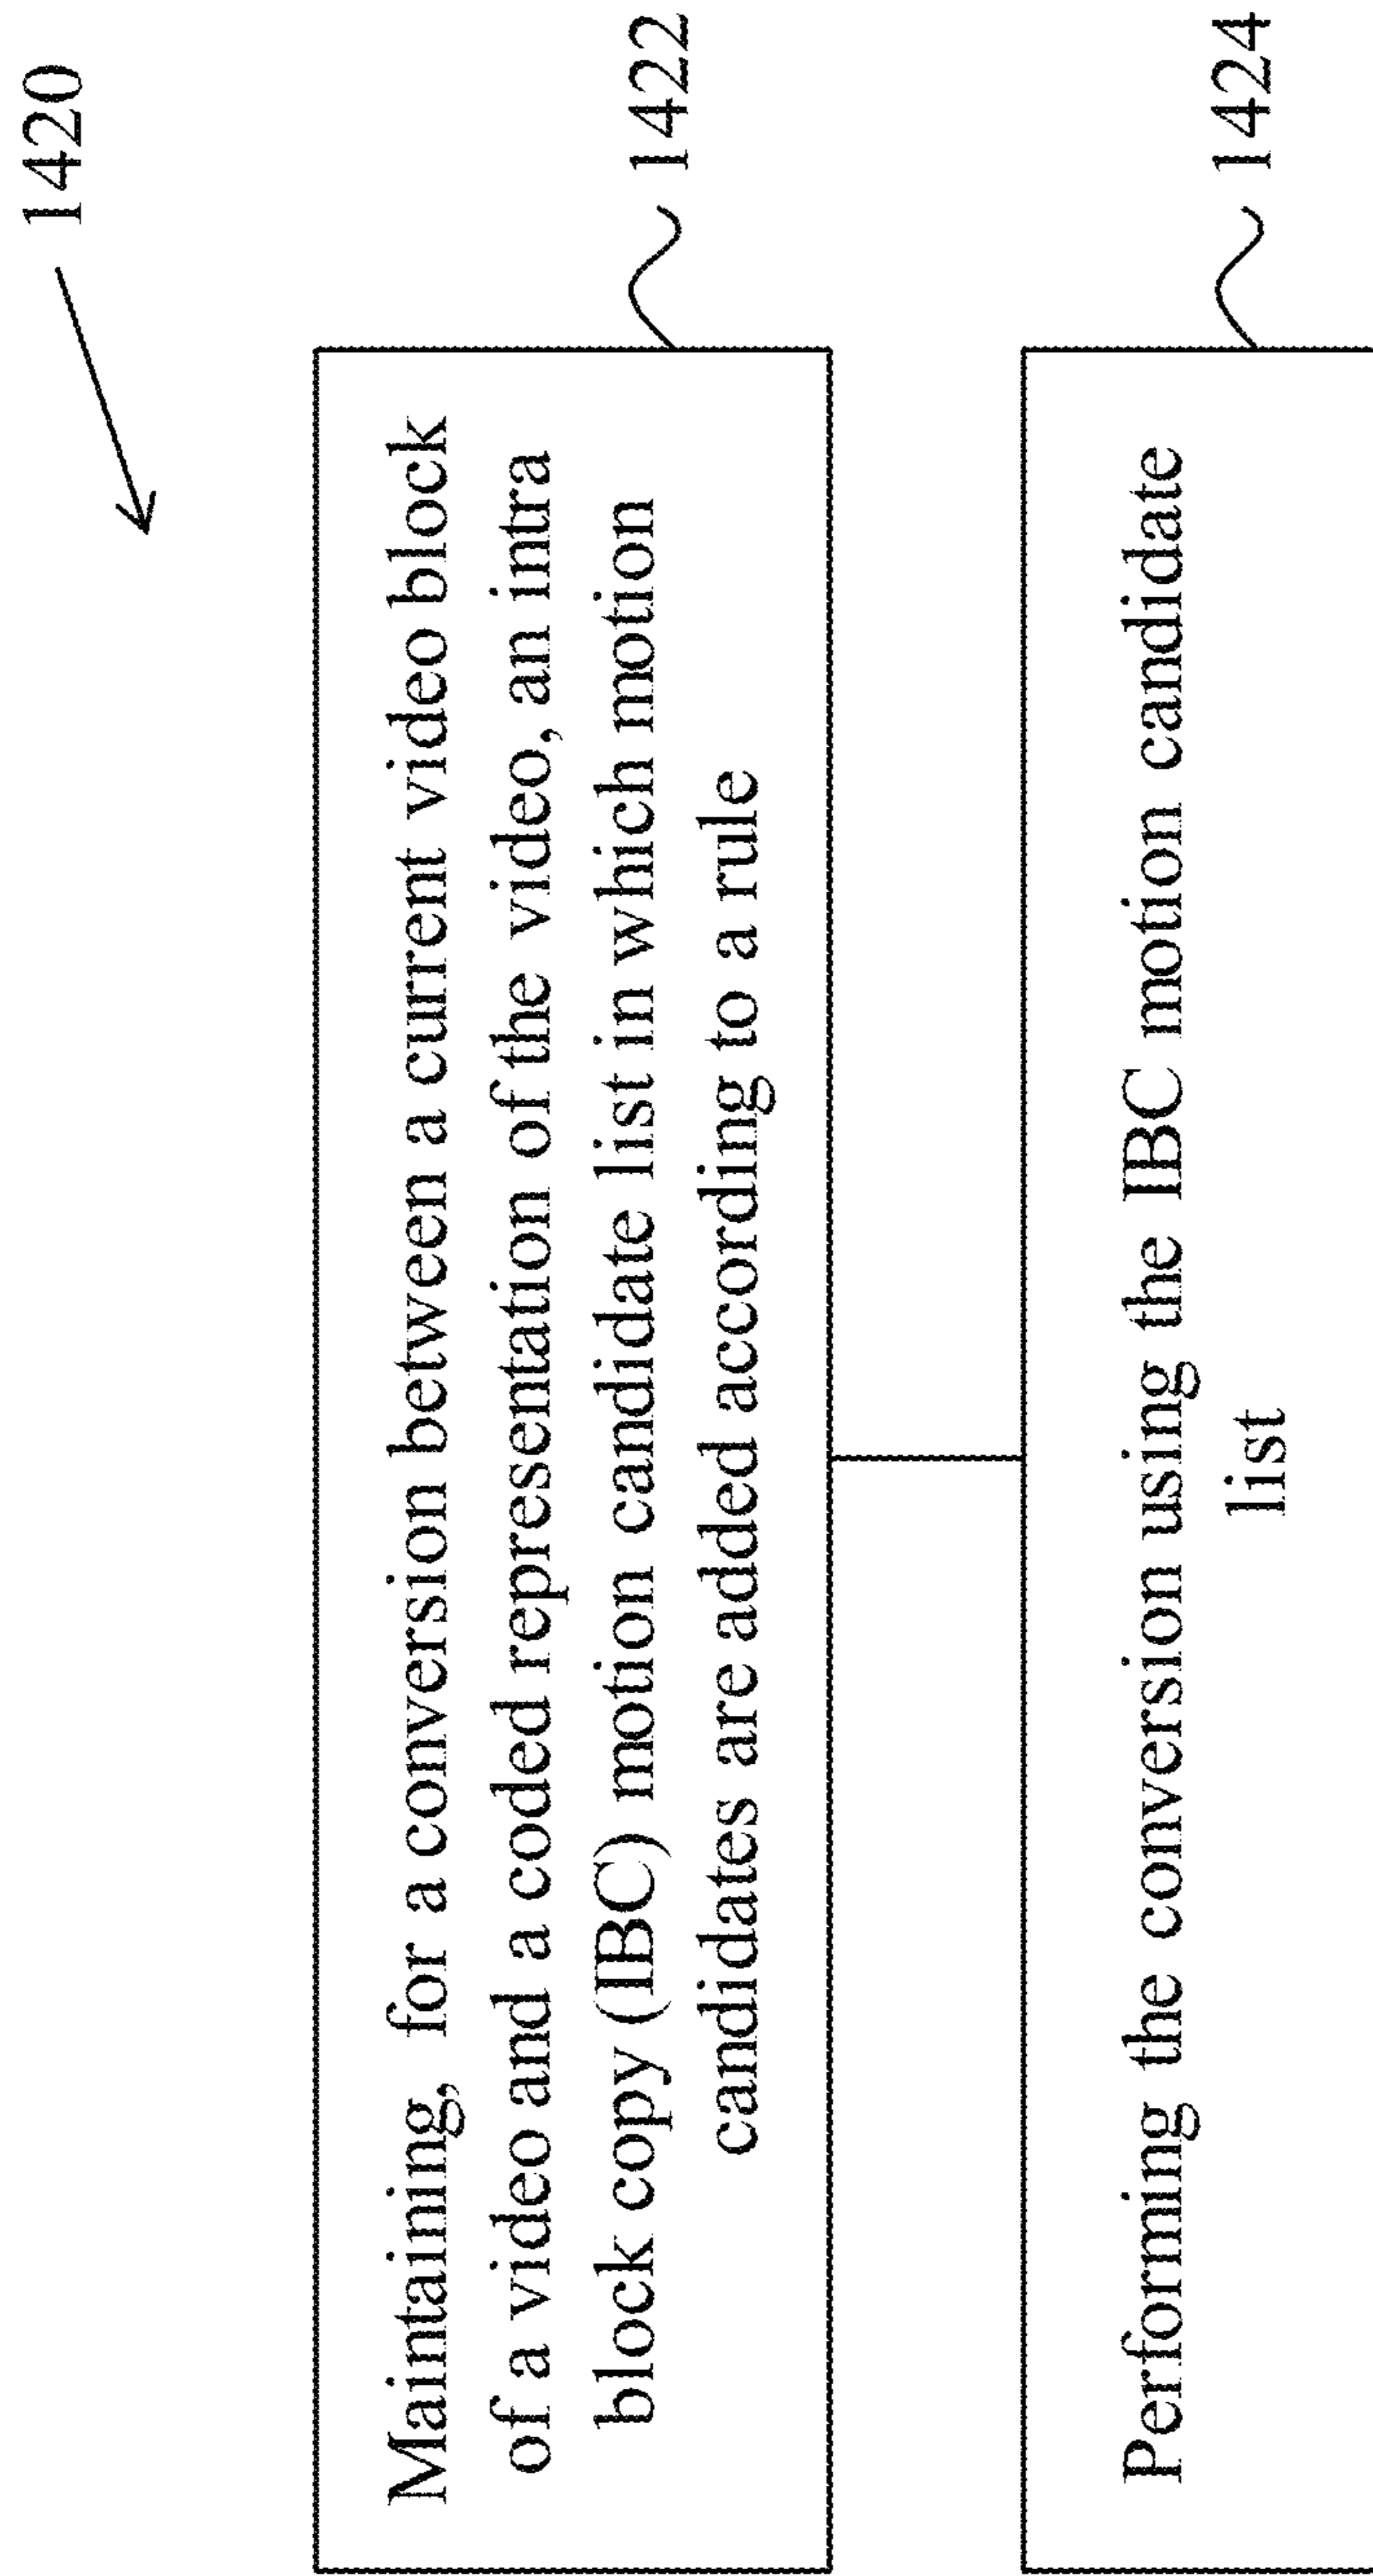 1420
Maintaining, for a conversion between a current video block
of a video and a coded representation of the video, an intra
block copy (IBC) motion candidate list in which motion
candidates are added according to a rule
1422
Performing the conversion using the IBC motion candidate
list
1424